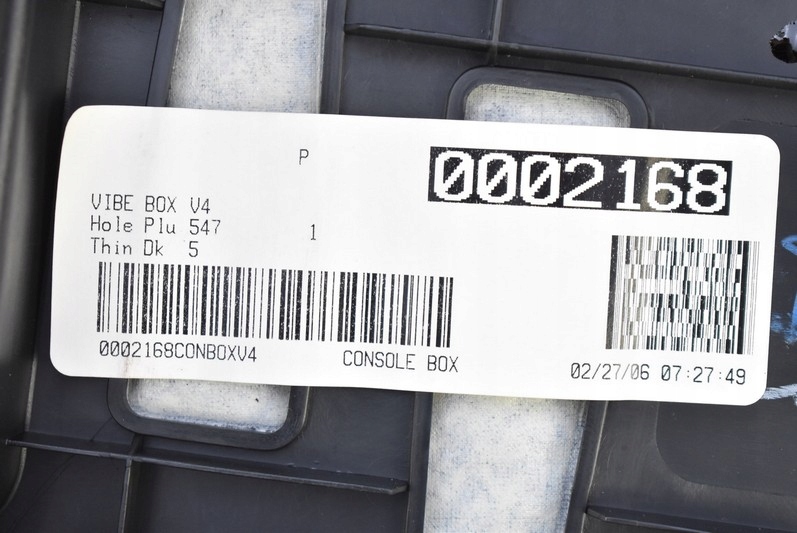 P
0002168
VIBE BOX V4
Hole Plu 547
1
Thin Dk 5
0002168CONBOXV4
CONSOLE BOX
02/27/06 07:27:49